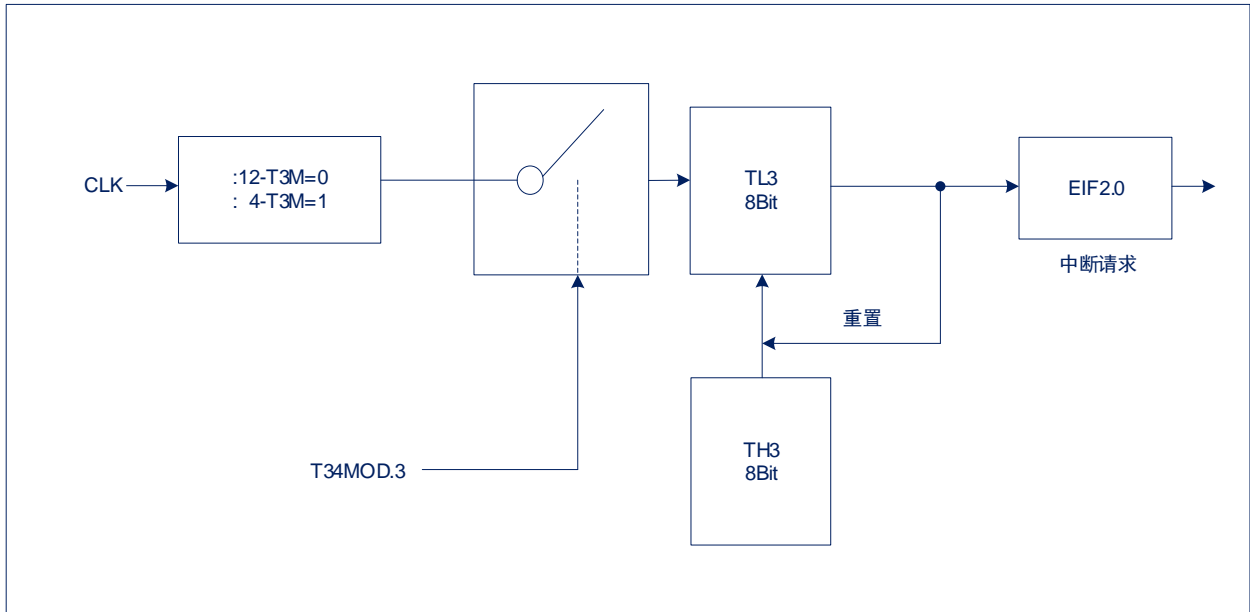 CLK
:12-T3M=0
: 4-T3M=1
TL3
8Bit
EIF2.0
中断请求
重置
TH3
8Bit
T34MOD.3